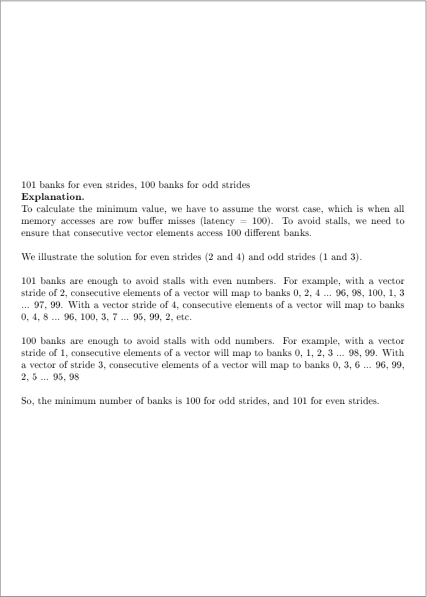 101 banks for even strides, 100 banks for odd strides
Explanation.
To calculate the minimum value, we have to assume the worst case, which is when all
memory accesses are row buffer misses (latency = 100). To avoid stalls, we need to
ensure that consecutive vector elements access 100 different banks.
We illustrate the solution for even strides (2 and 4) and odd strides (1 and 3).
101 banks are enough to avoid stalls with even numbers. For example, with a vector
stride of 2, consecutive elements of a vector will map to banks 0, 2, 4 ... 96, 98, 100, 1, 3
... 97, 99. With a vector stride of 4, consecutive elements of a vector will map to banks
0, 4, 8 ... 96, 100, 3, 7 ... 95, 99, 2, etc.
100 banks are enough to avoid stalls with odd numbers. For example, with a vector
stride of 1, consecutive elements of a vector will map to banks 0, 1, 2, 3 ... 98, 99. With
a vector of stride 3, consecutive elements of a vector will map to banks 0, 3, 6 ... 96, 99,
2, 5 ... 95, 98
So, the minimum number of banks is 100 for odd strides, and 101 for even strides.